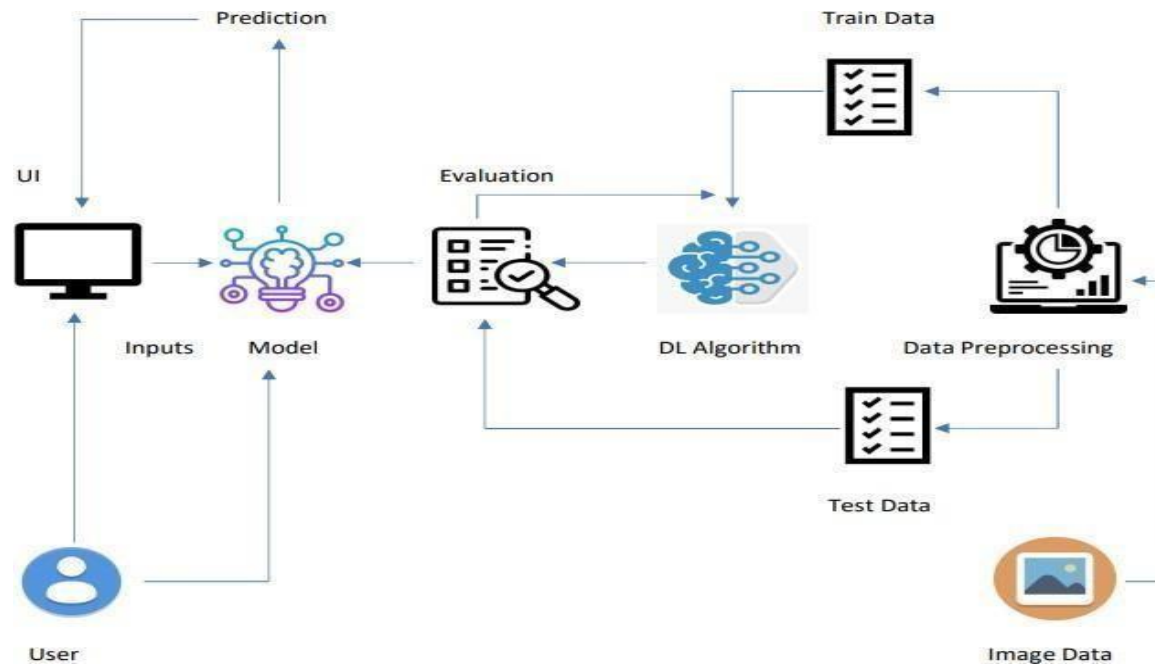 Prediction
Train Data
UI
Evaluation
Inputs
Model
DL Algorithm
Data Preprocessing
Test Data
User
Image Data